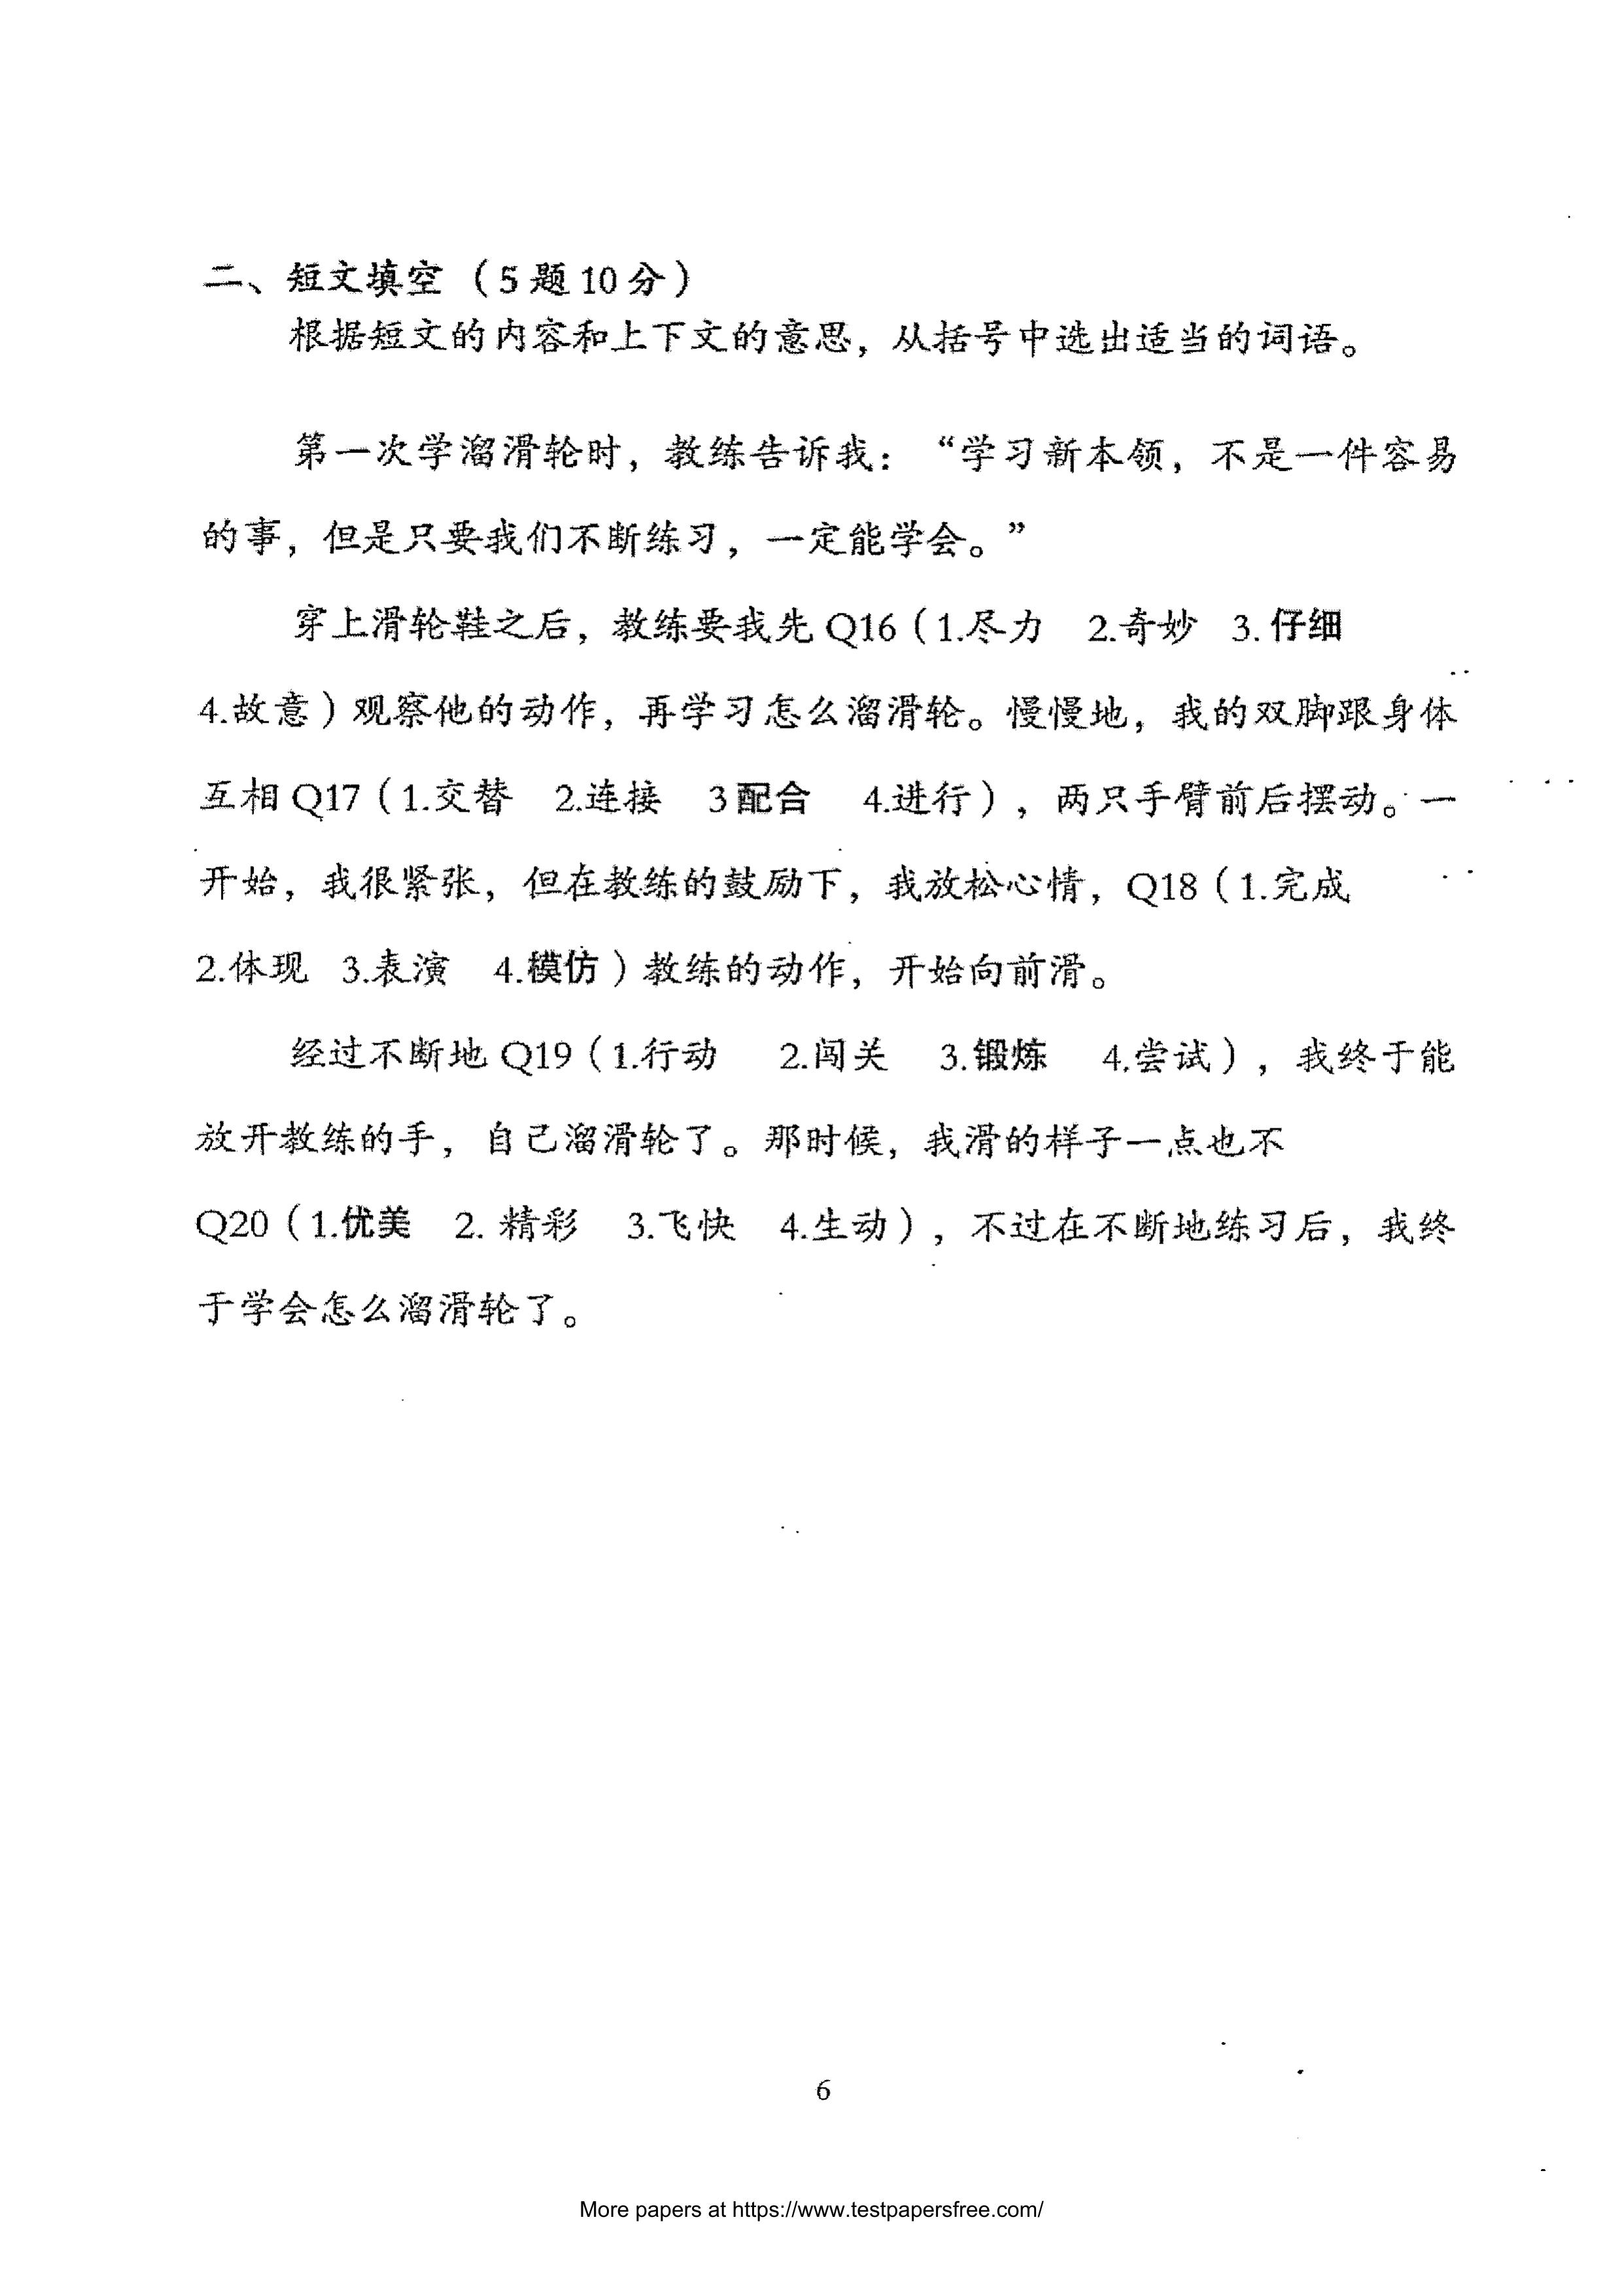 二、短文填空（5题10分）
根据短文的内容和上下文的意思，从括号中选出适当的词语。
第一次学溜滑轮时，教练告诉我：“学习新本领，不是一件容易
的事，但是只要我们不断练习，一定能学会。”
穿上滑轮鞋之后，教练要我先Q16（1.尽力 2.奇妙 3.仔细
4.故意）观察他的动作，再学习怎么溜滑轮。慢慢地，我的双脚跟身体
互相Q17（1.交替 2.连接 3配合 4.进行），两只手臂前后摆动。一
开始，我很紧张，但在教练的鼓励下，我放松心情，Q18（1.完成
2.体现 3.表演 4.模仿）教练的动作，开始向前滑。
经过不断地Q19（1.行动 2.闯关 3.锻炼 4.尝试），我终于能
放开教练的手，自己溜滑轮了。那时候，我滑的样子一点也不
Q20（1.优美 2. 精彩 3.飞快 4.生动），不过在不断地练习后，我终
于学会怎么溜滑轮了。
6
More papers at https://www.testpapersfree.com/